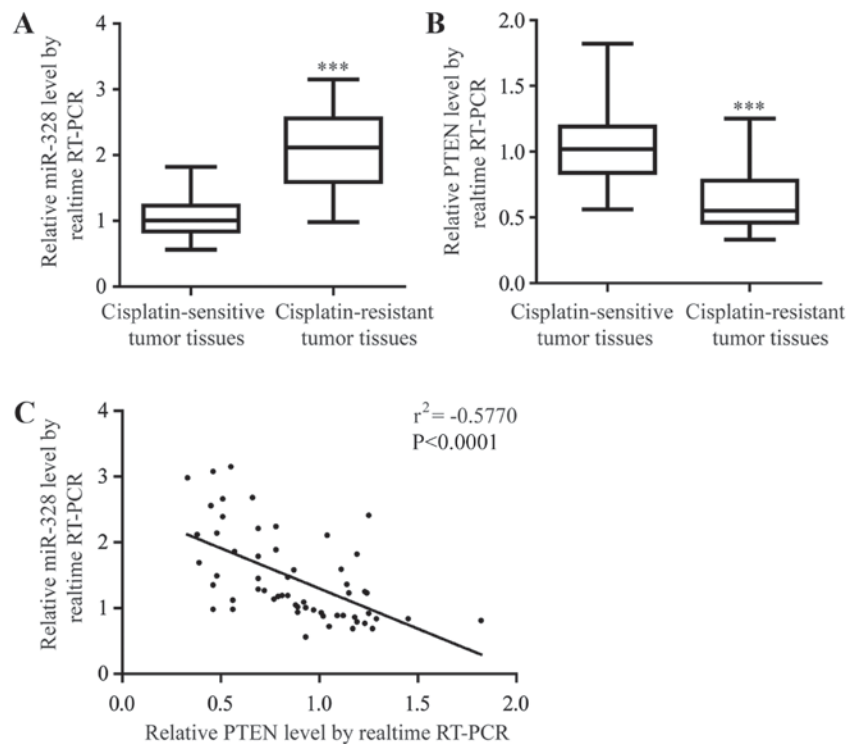 A
Relative miR-328 level by
realtime RT-PCR
4
3
2
1
0
***
Cisplatin-sensitive
tumor tissues
Cisplatin-resistant
tumor tissues
B
Relative PTEN level by
realtime RT-PCR
2.0
1.5
1.0
0.5
0.0
***
Cisplatin-sensitive
tumor tissues
Cisplatin-resistant
tumor tissues
C
Relative miR-328 level by
realtime RT-PCR
4
3
2
1
0
r² = -0.5770
P<0.0001
0.0 0.5 1.0 1.5 2.0
Relative PTEN level by realtime RT-PCR